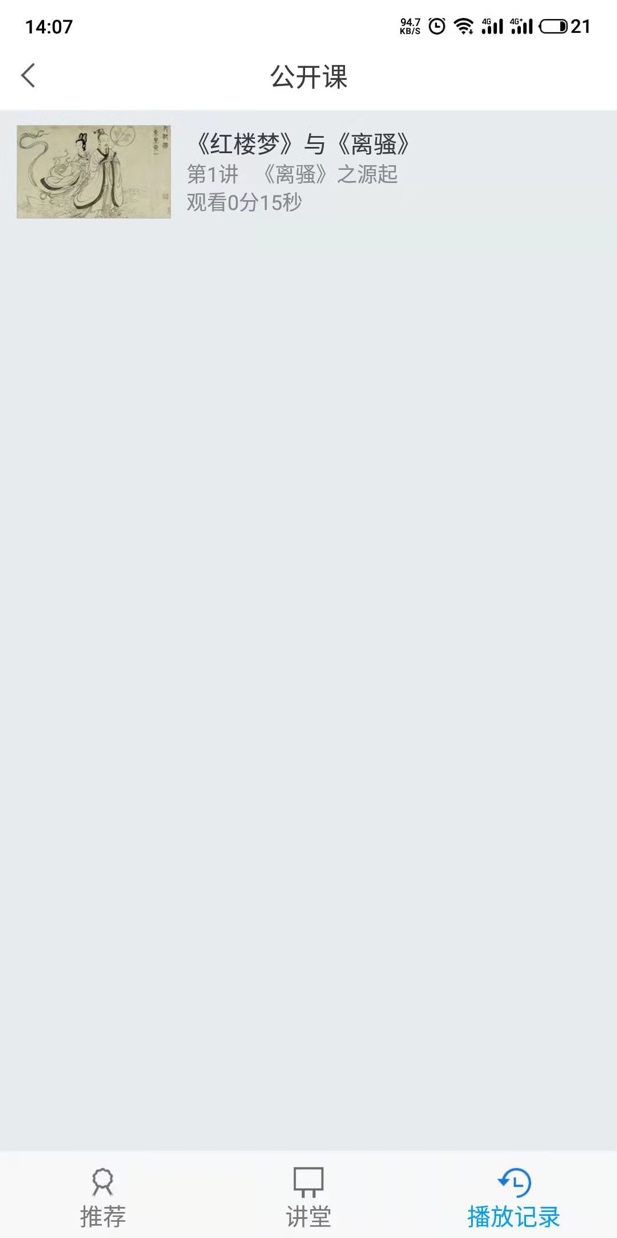 14:07
94.7
KB/S
4G
4G+
21
公开课
《红楼梦》与《离骚》
第1讲 《离骚》之源起
观看0分15秒
推荐
讲堂
播放记录